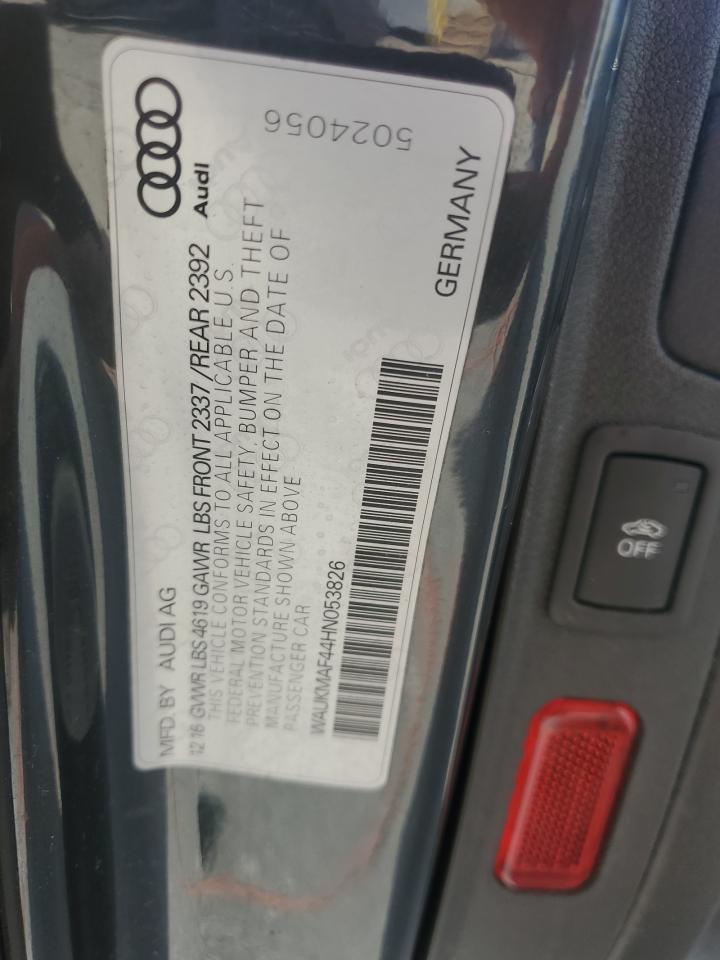 MFD. BY AUDI AG
12 16 GVWR LBS 4619 GAWR LBS FRONT 2337 / REAR 2392
THIS VEHICLE CONFORMS TO ALL APPLICABLE U.S.
FEDERAL MOTOR VEHICLE SAFETY, BUMPER AND THEFT
PREVENTION STANDARDS IN EFFECT ON THE DATE OF
MANUFACTURE SHOWN ABOVE
PASSENGER CAR
WAUKMAF44HN053826
Audi
GERMANY
5024056
OFF